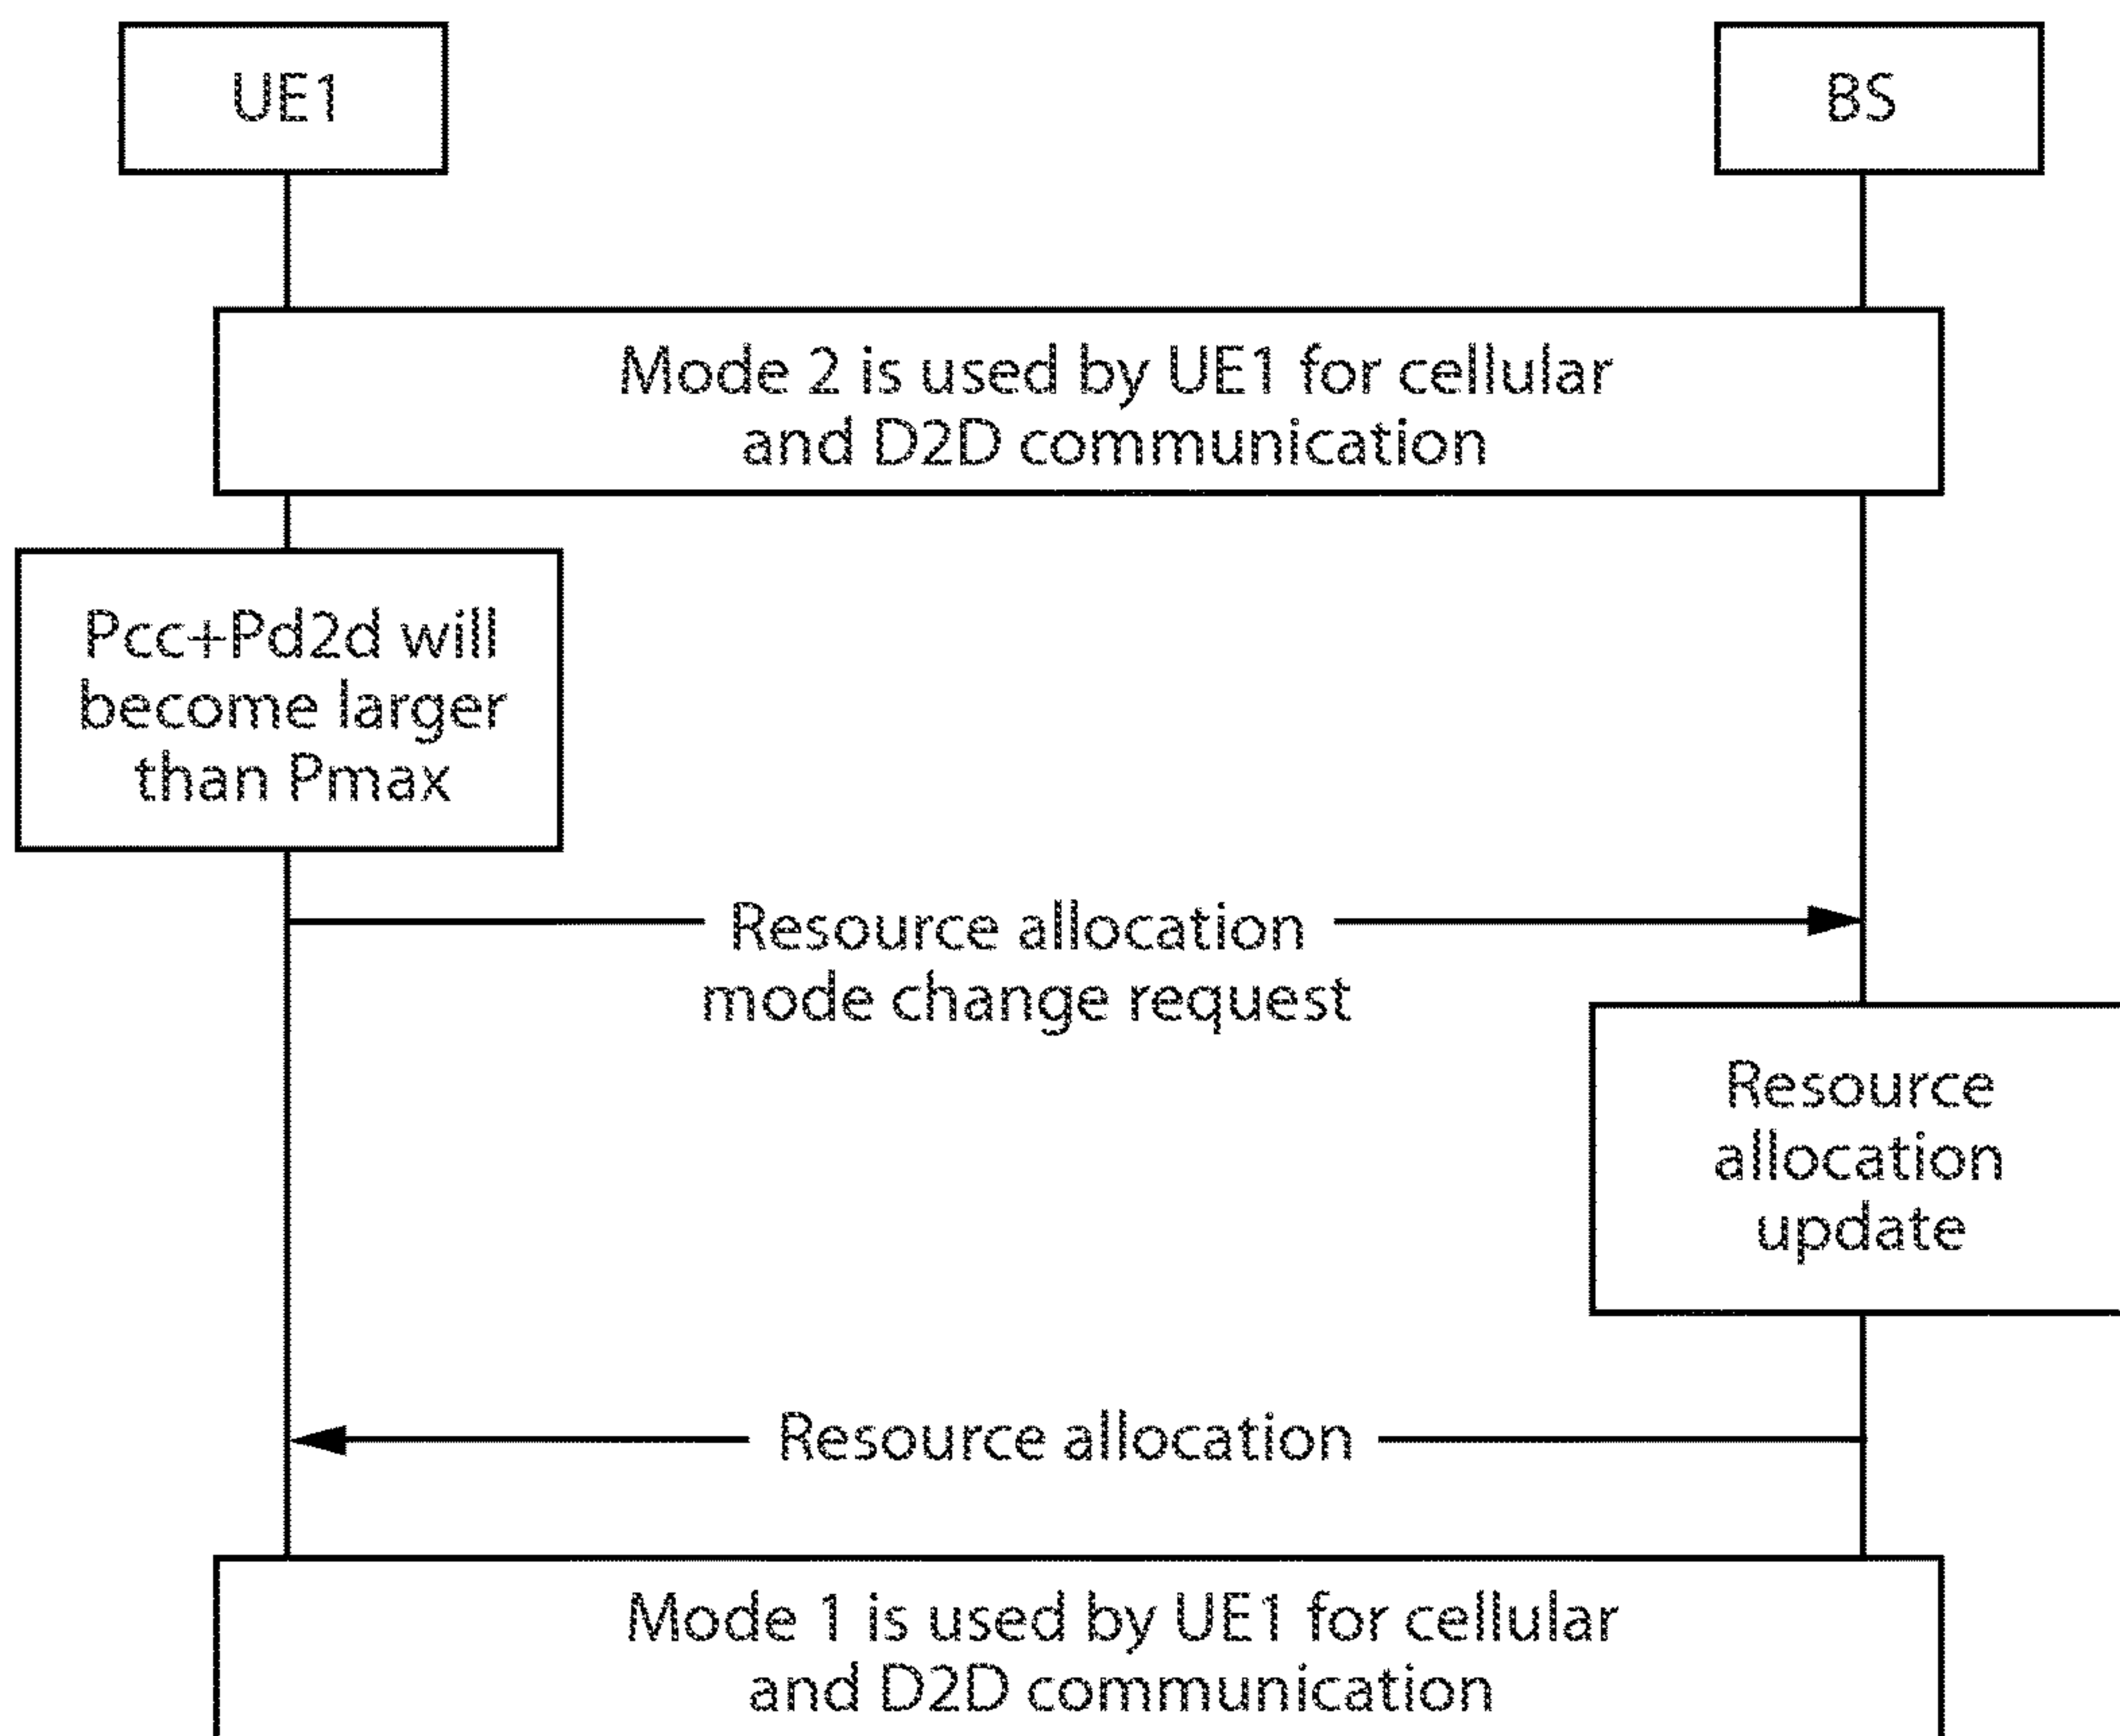 UE1
BS
Mode 2 is used by UE1 for cellular
and D2D communication
Pcc+Pd2d will
become larger
than Pmax
Resource allocation
mode change request
Resource
allocation
update
Resource allocation
Mode 1 is used by UE1 for cellular
and D2D communication